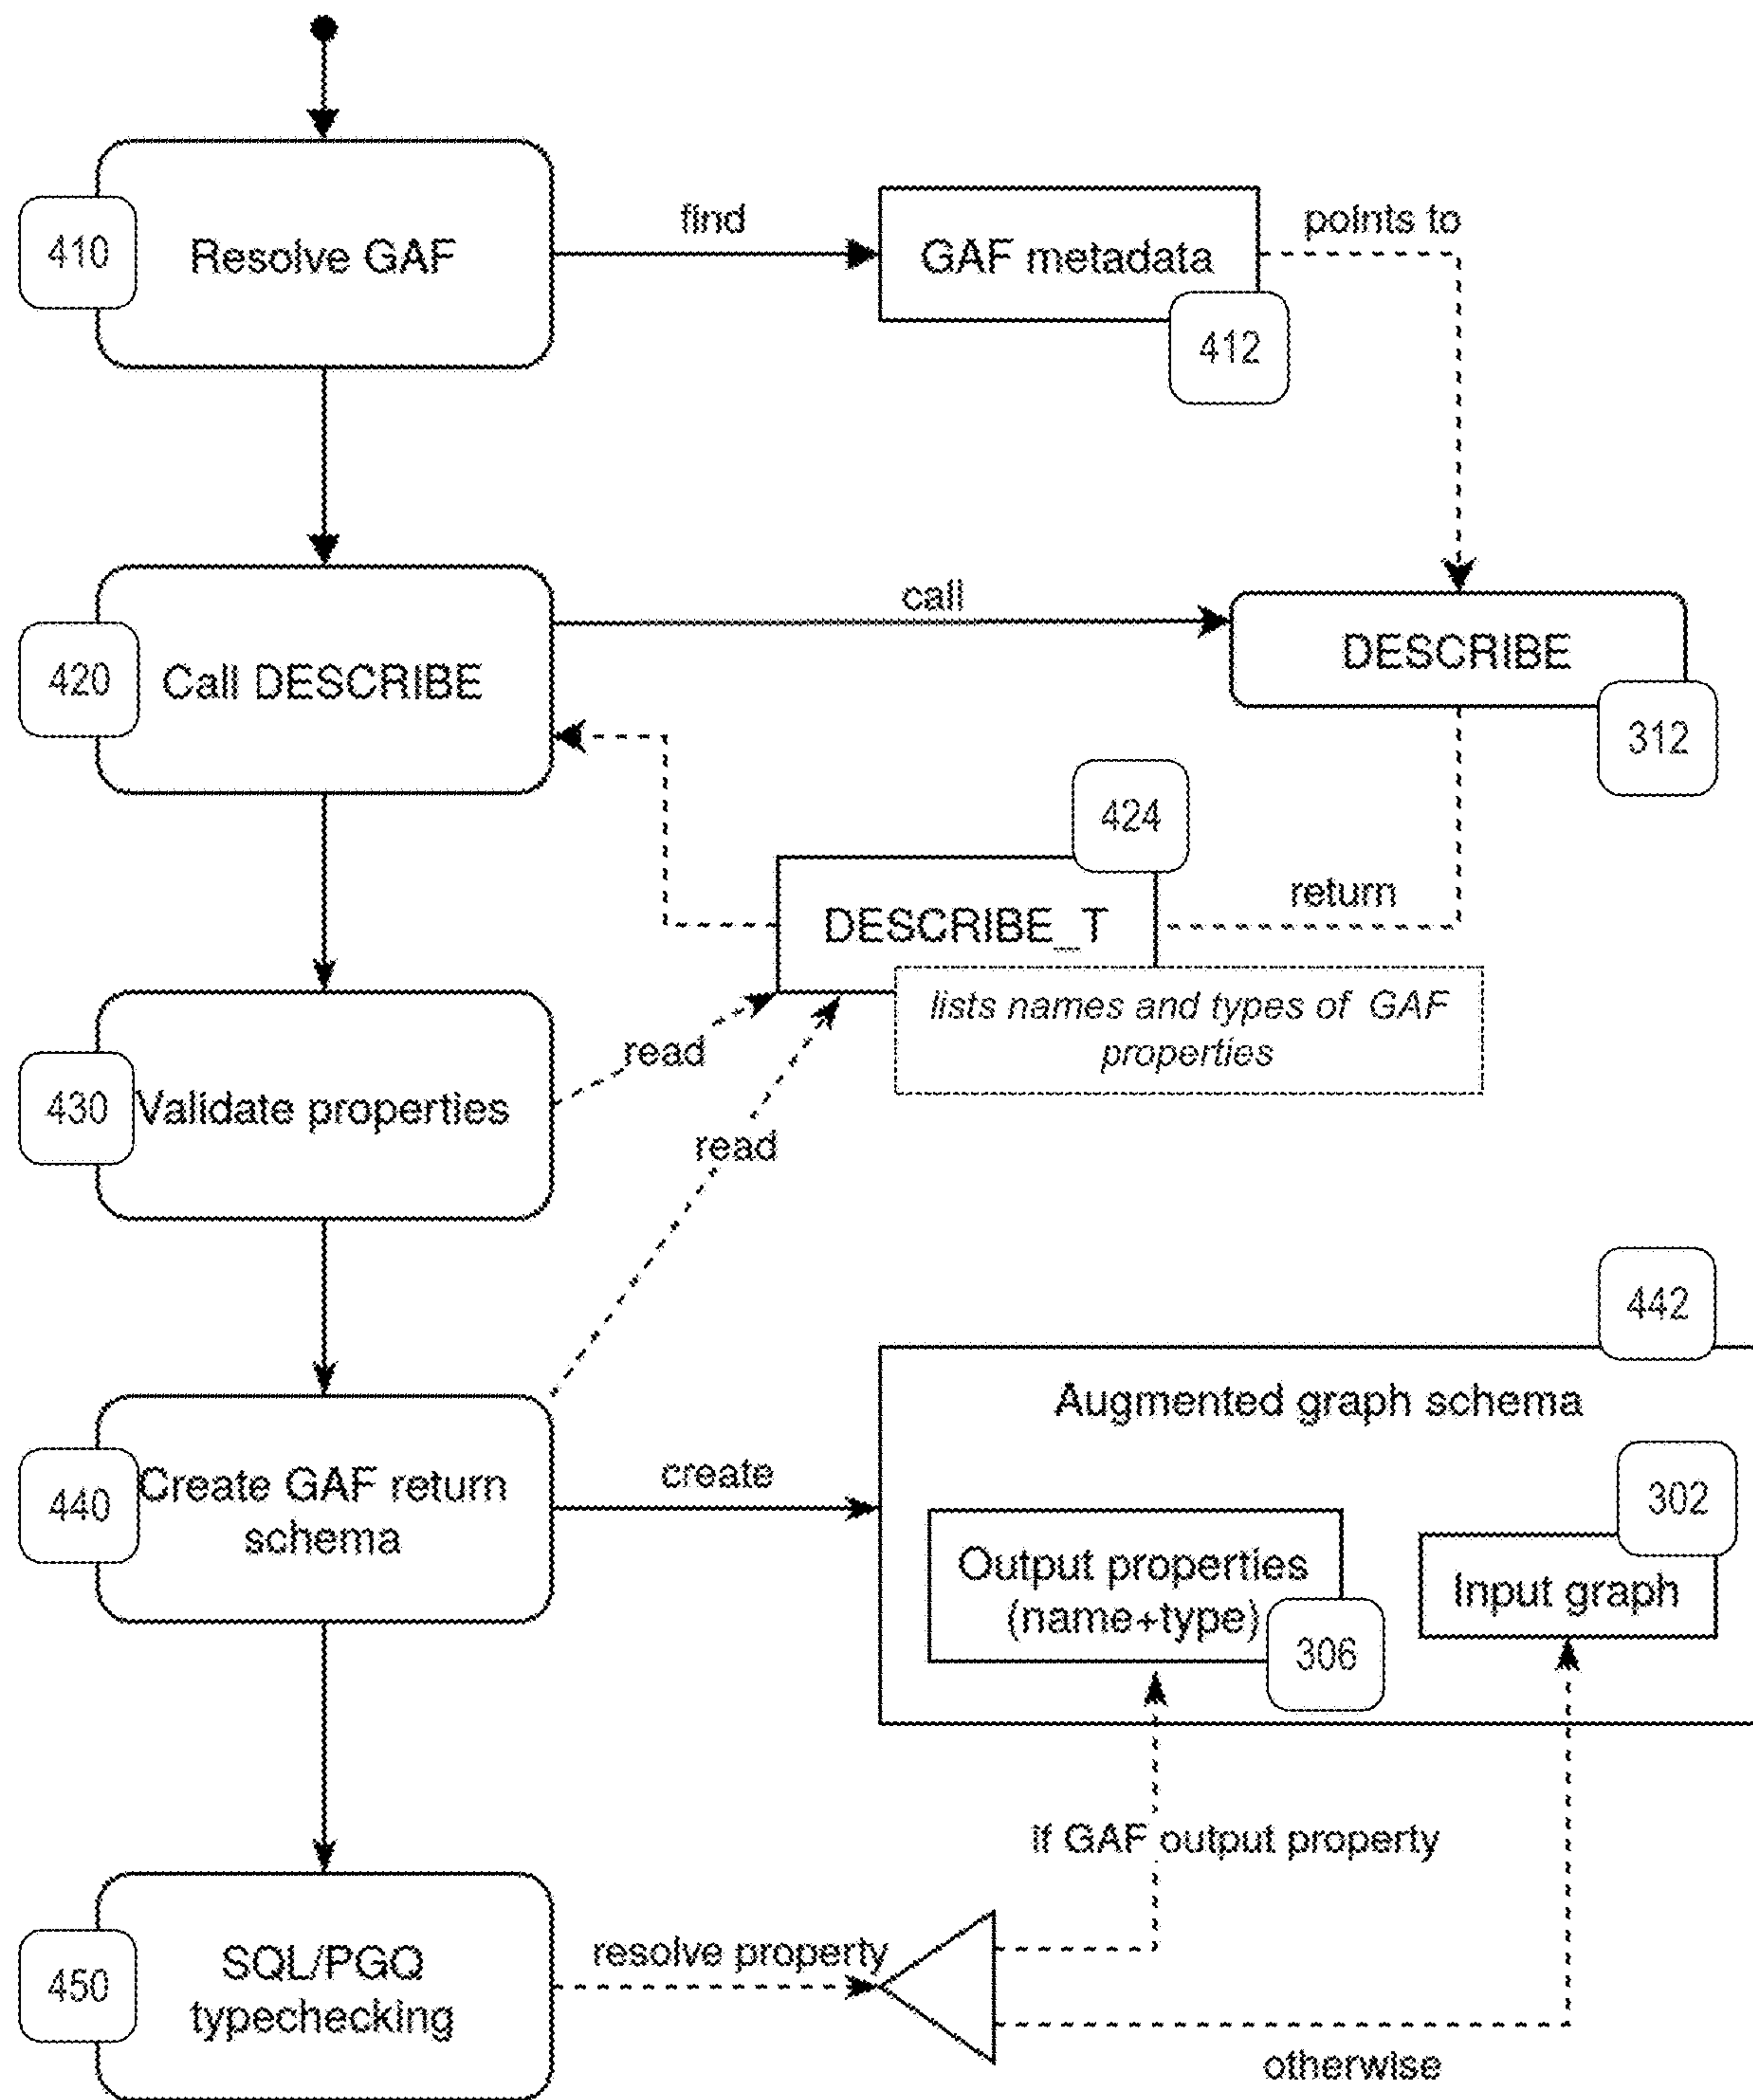 410
Resolve GAF
find
GAF metadata
412
points to
420
Call DESCRIBE
call
DESCRIBE
312
424
DESCRIBE_T
return
lists names and types of GAF
properties
430
Validate properties
read
read
442
Augmented graph schema
440
Create GAF return
schema
create
302
Output properties
(name+type)
306
Input graph
if GAF output property
450
SQL/PGQ
typechecking
resolve property
otherwise